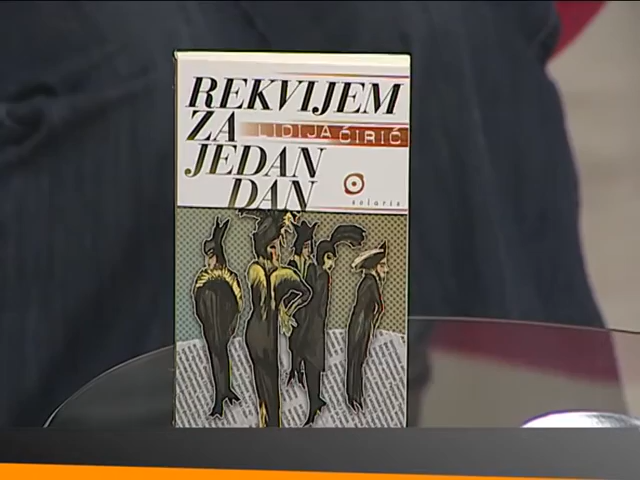 REKVIJEM
ZA
LIDIJA ĆIRIĆ
JEDAN
DAN
solaris